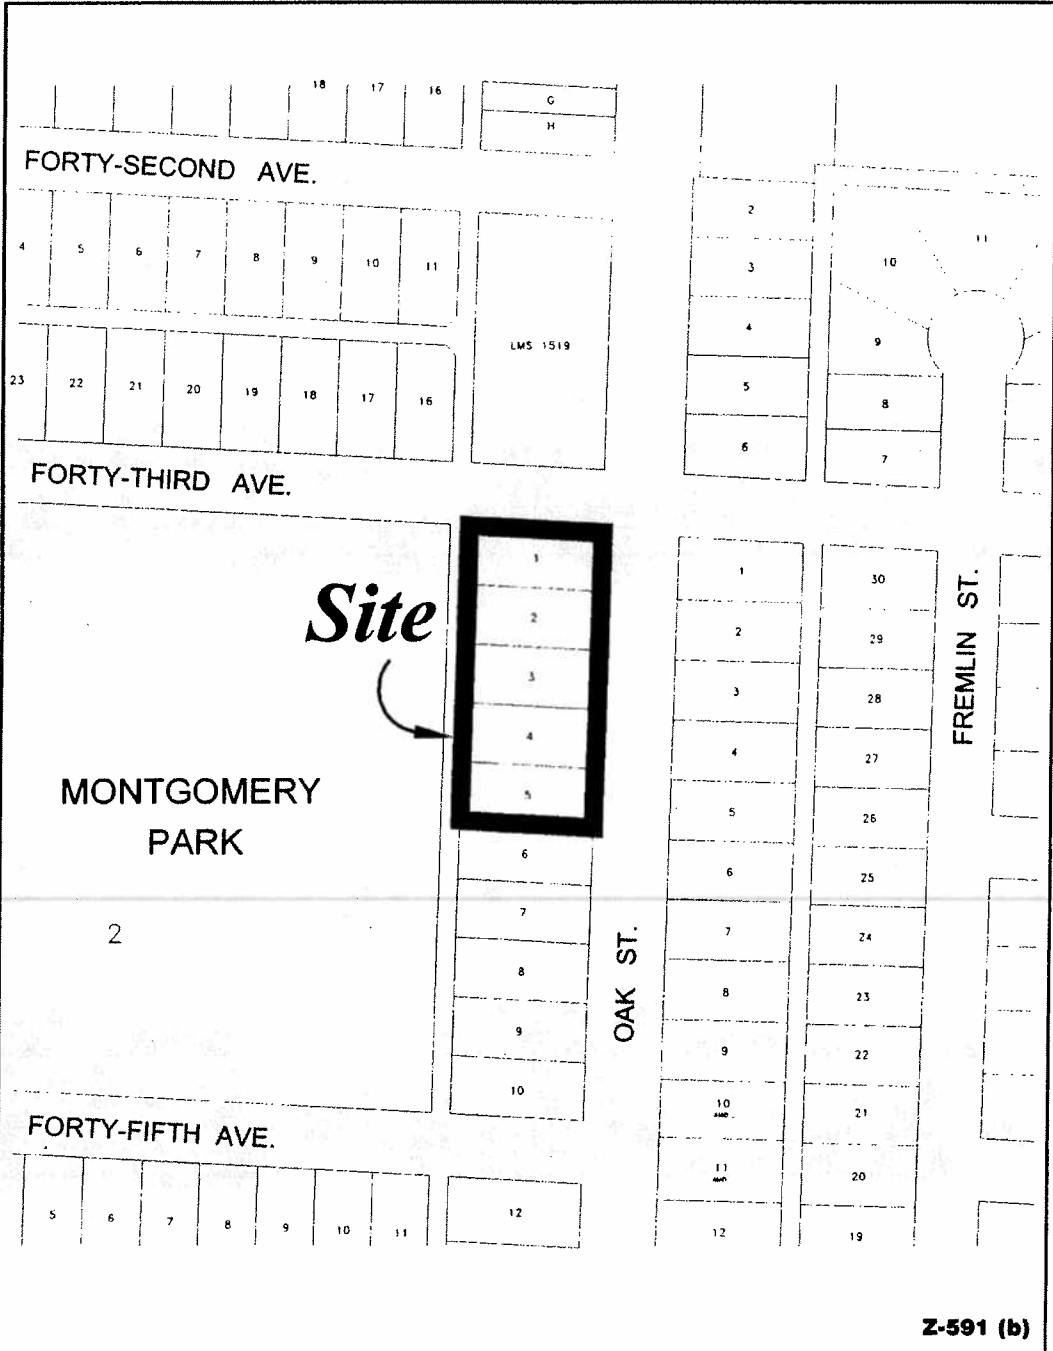 18 17 16 G
H
FORTY-SECOND AVE.
2
11
4 5 6 7 8 9 10 11
3 10
4
LMS 1519 9
23 22 21 20 19 18 17 16
5 8
6 7
FORTY-THIRD AVE.
1 1 30
Site
2 2 29
3 3 28
4 4 27
FREMLIN ST.
MONTGOMERY
PARK
5 5 26
6 6 25
7 7 24
2
8 8 23
OAK ST.
9 9 22
10 10 21
AMD.
FORTY-FIFTH AVE.
11 20
AMD
5 6 7 8 9 10 11 12 12 19
Z-591 (b)